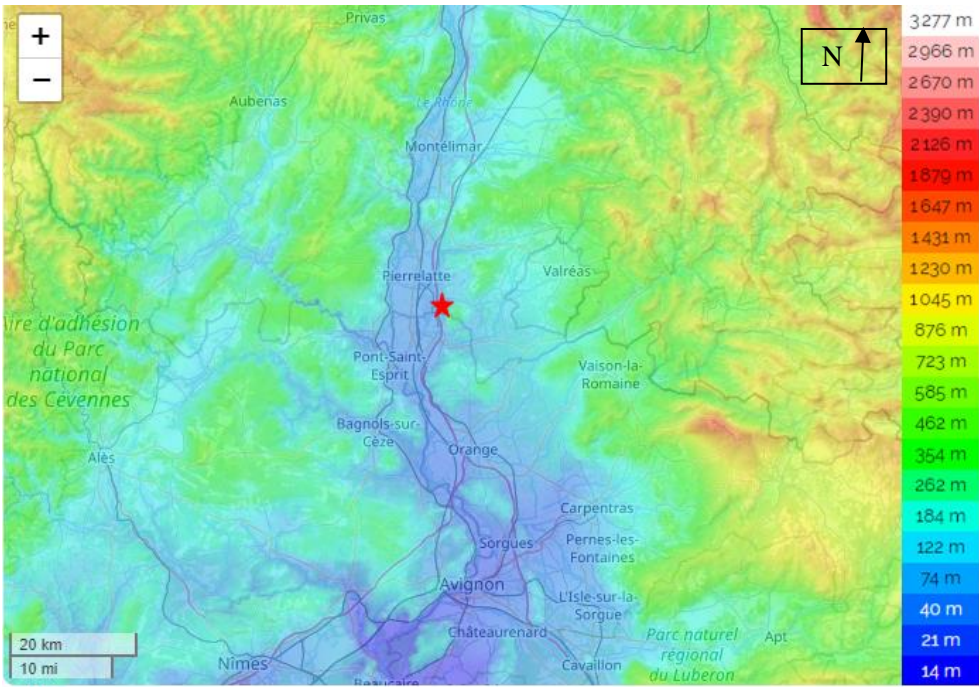 Privas
+
N
−
Aubenas
Le Rhône
Montélimar
Pierrelatte
Valréas
Aire d'adhésion
du Parc
national
des Cévennes
Pont-Saint-
Esprit
Vaison-la-
Romaine
Bagnols-sur-
Cèze
Orange
Alès
Carpentras
Sorgues
Pernes-les-
Fontaines
Avignon
L'Isle-sur-la-
Sorgue
Châteaurenard
Parc naturel
régional
du Luberon
Apt
Cavaillon
Nîmes
Beaucaire
20 km
10 mi
3277 m
2966 m
2670 m
2390 m
2126 m
1879 m
1647 m
1431 m
1230 m
1045 m
876 m
723 m
585 m
462 m
354 m
262 m
184 m
122 m
74 m
40 m
21 m
14 m